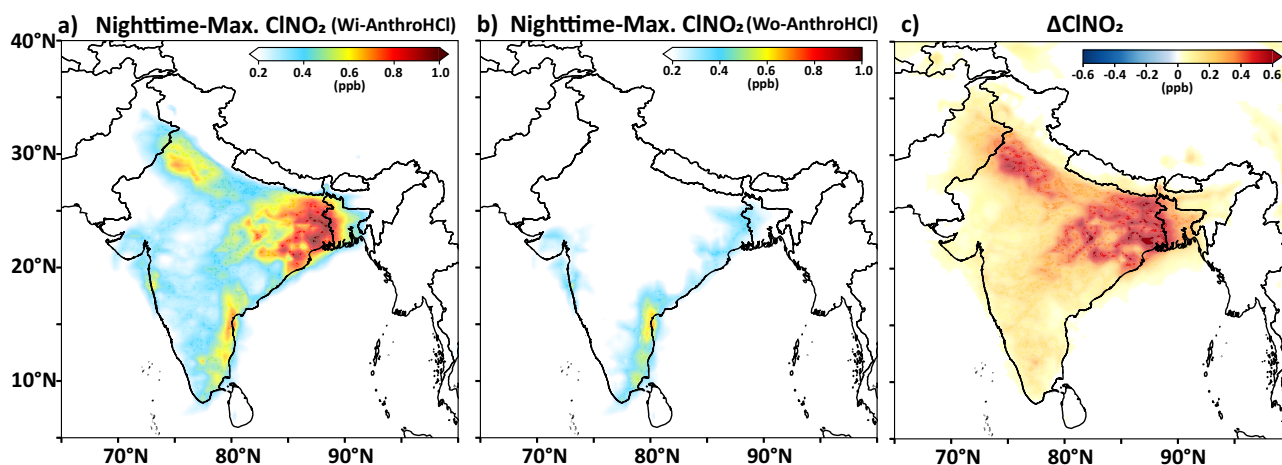 a) Nighttime-Max. ClNO₂ (Wi-AnthroHCl)
0.2 0.4 0.6 0.8 1.0
(ppb)
40°N
30°N
20°N
10°N
70°N 80°N 90°N
b) Nighttime-Max. ClNO₂ (Wo-AnthroHCl)
0.2 0.4 0.6 0.8 1.0
(ppb)
70°N 80°N 90°N
c) ΔClNO₂
-0.6 -0.4 -0.2 0 0.2 0.4 0.6
(ppb)
70°N 80°N 90°N